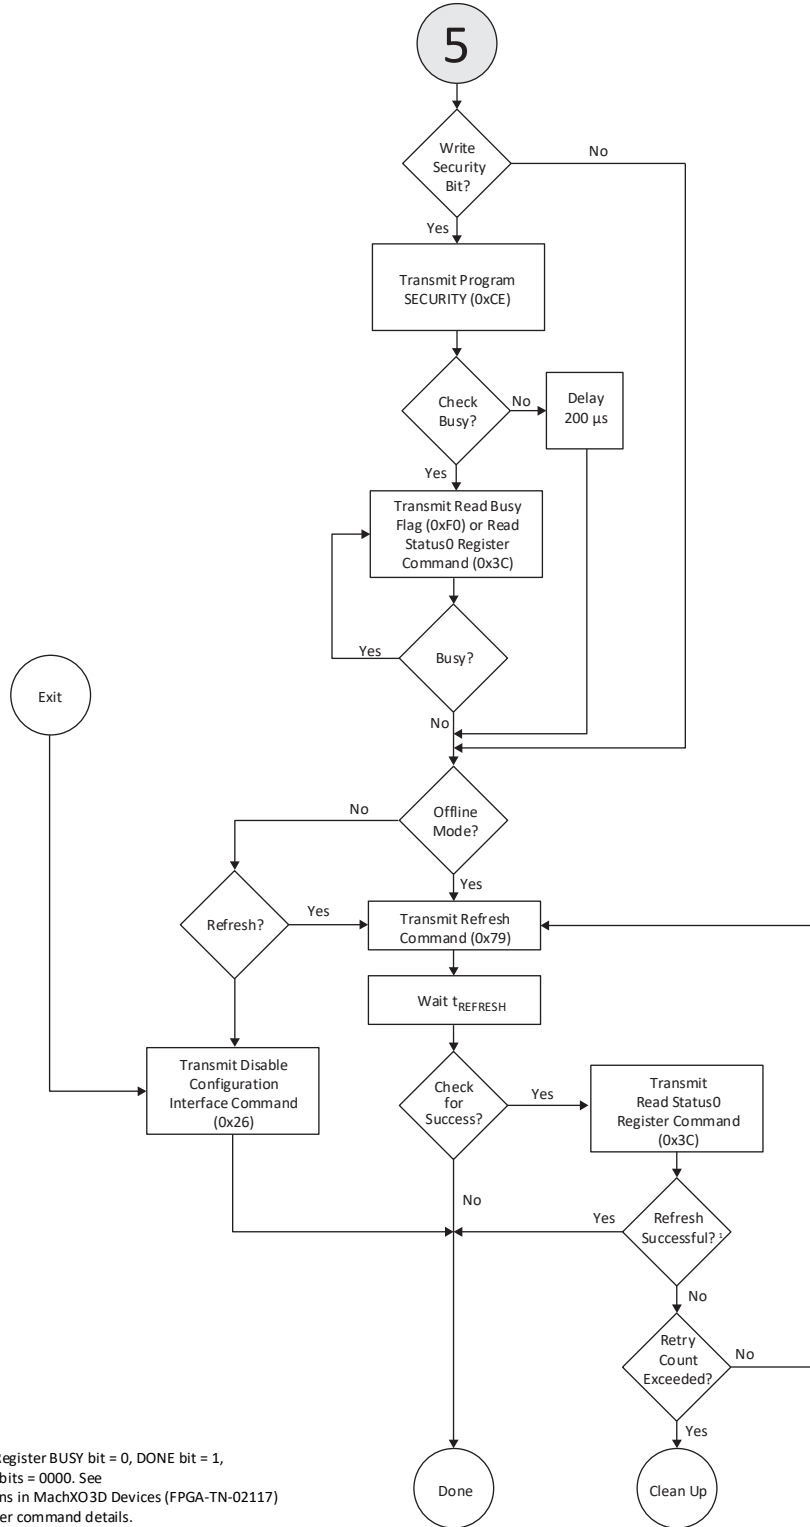 5
Write
Security
Bit?
No
Yes
Transmit Program
SECURITY (0xCE)
Check
Busy?
No
Delay
200 µs
Yes
Transmit Read Busy
Flag (0xF0) or Read
Status0 Register
Command (0x3C)
Yes
Busy?
Exit
No
No
Offline
Mode?
Yes
Refresh?
Yes
Transmit Refresh
Command (0x79)
Wait tREFRESH
Transmit Disable
Configuration
Interface Command
(0x26)
Check
for
Success?
Yes
Transmit
Read Status0
Register Command
(0x3C)
No
Yes
Refresh
Successful? 1
No
Retry
Count
Exceeded?
No
Yes
Done
Clean Up
Register BUSY bit = 0, DONE bit = 1,
bits = 0000. See
ns in MachXO3D Devices (FPGA-TN-02117)
er command details.